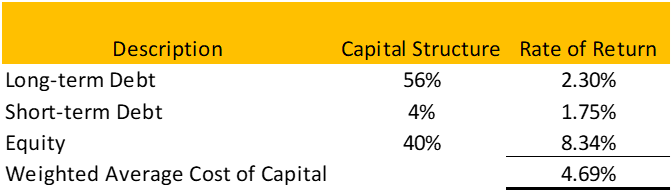 Description Capital Structure Rate of Return
Long-term Debt 56% 2.30%
Short-term Debt 4% 1.75%
Equity 40% 8.34%
Weighted Average Cost of Capital 4.69%